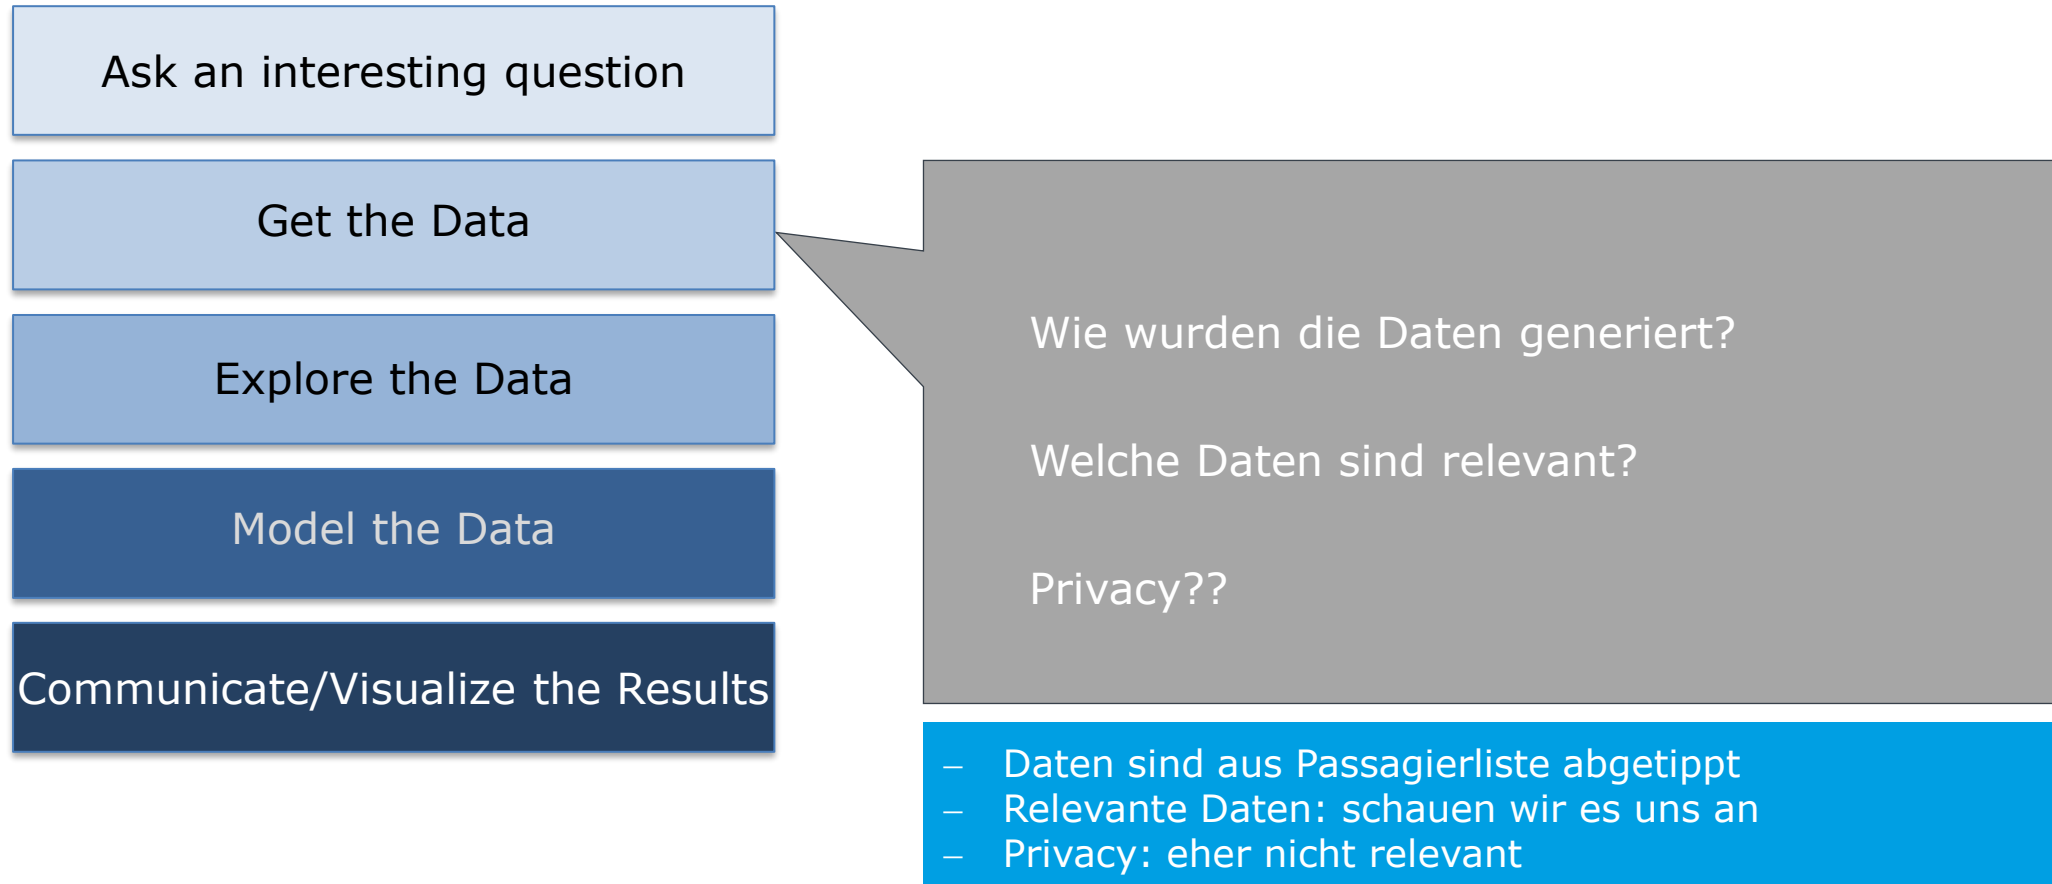 Ask an interesting question
Get the Data
Explore the Data
Model the Data
Communicate/Visualize the Results
Wie wurden die Daten generiert?
Welche Daten sind relevant?
Privacy??
– Daten sind aus Passagierliste abgetippt
– Relevante Daten: schauen wir es uns an
– Privacy: eher nicht relevant